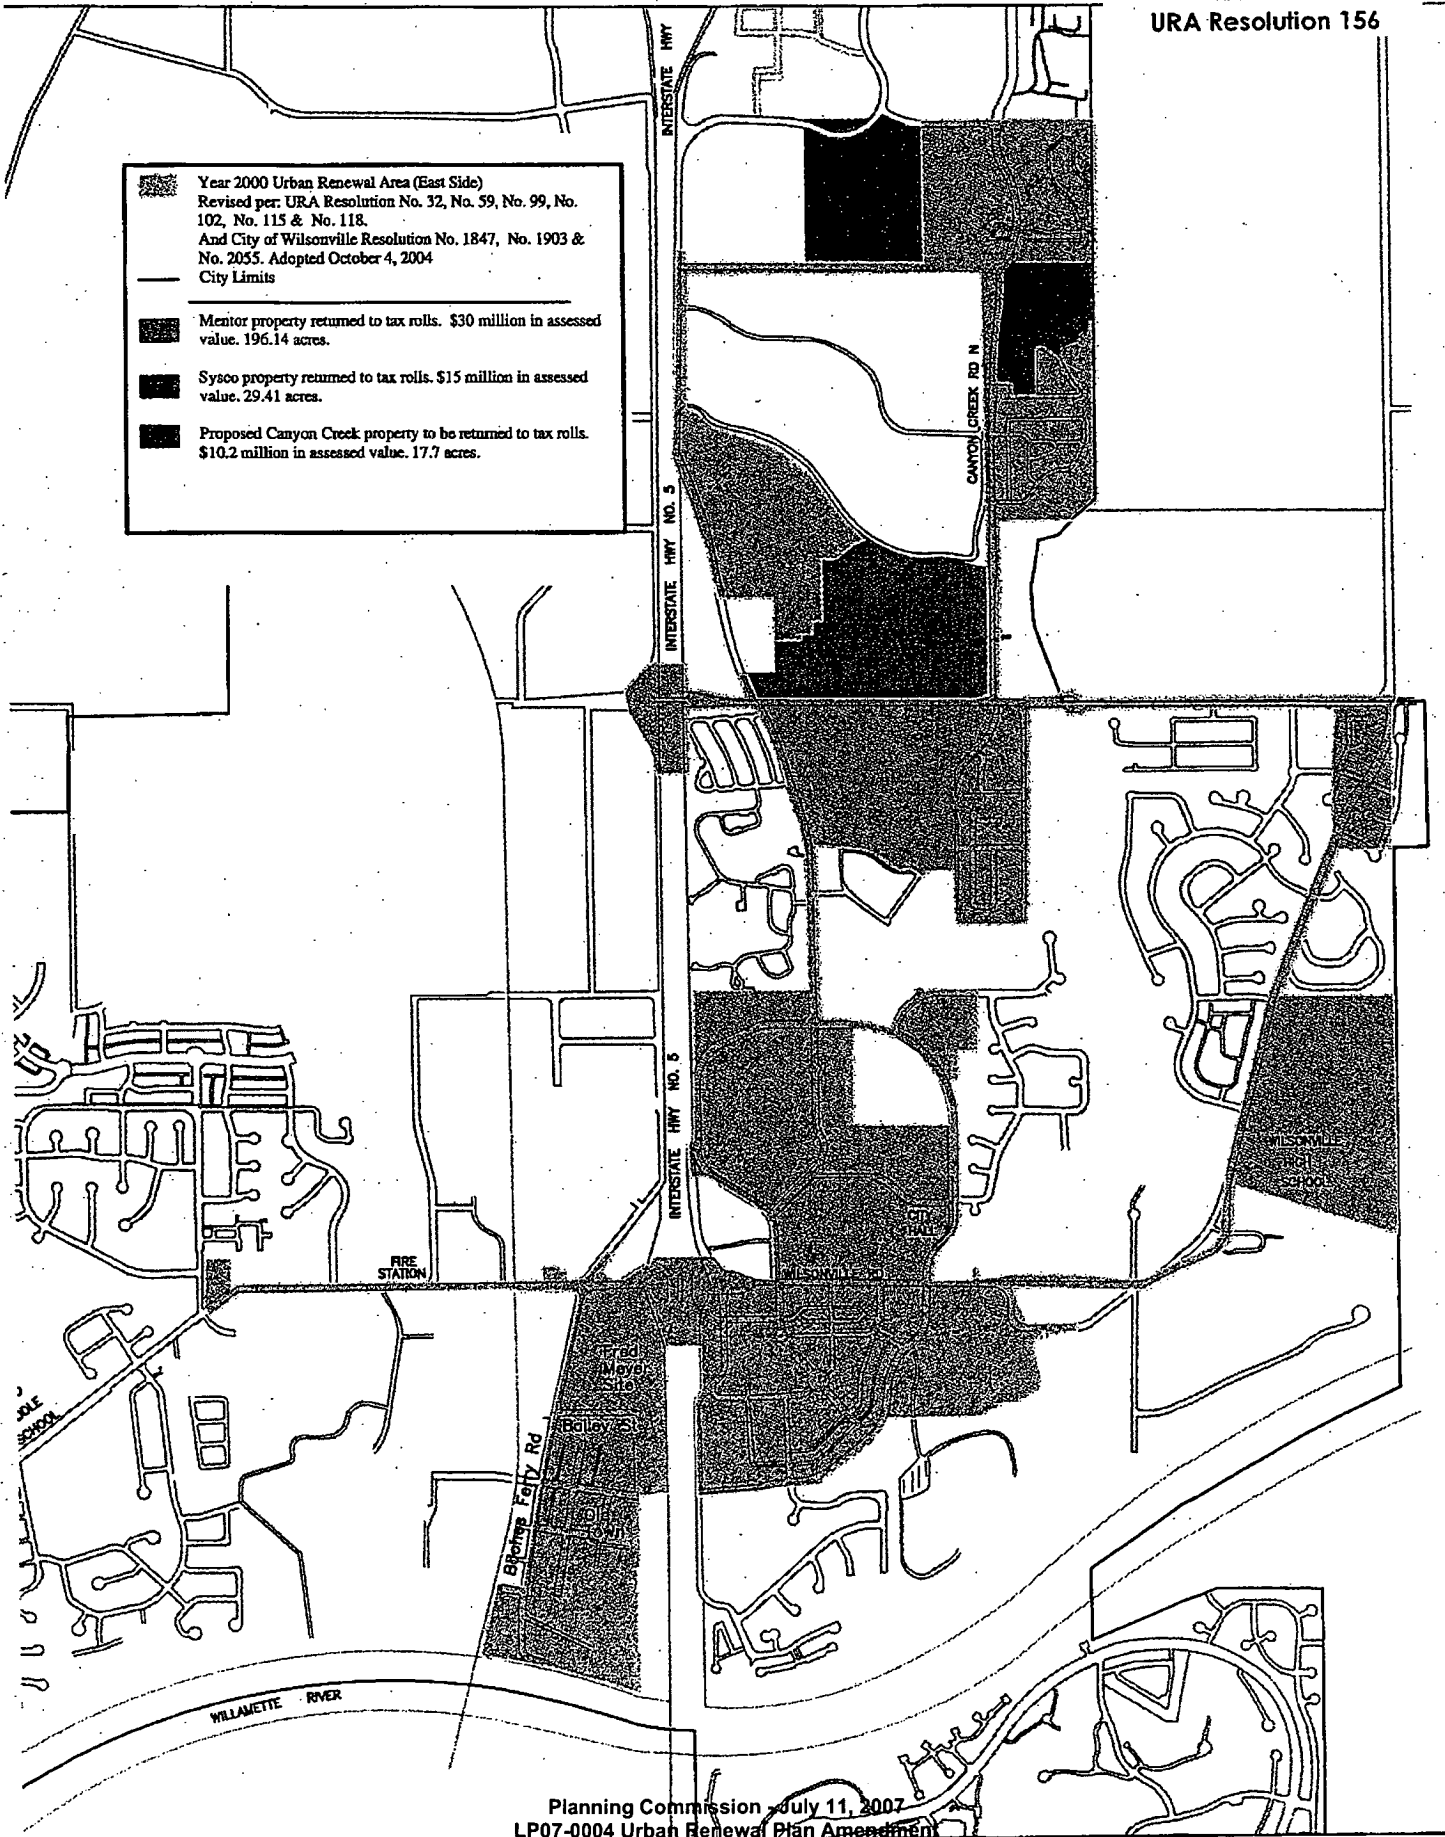 URA Resolution 156
INTERSTATE HWY
Year 2000 Urban Renewal Area (East Side)
Revised per: URA Resolution No. 32, No. 59, No. 99, No.
102, No. 115 & No. 118.
And City of Wilsonville Resolution No. 1847, No. 1903 &
No. 2055. Adopted October 4, 2004
City Limits
Mentor property returned to tax rolls. $30 million in assessed
value. 196.14 acres.
Sysco property returned to tax rolls. $15 million in assessed
value. 29.41 acres.
Proposed Canyon Creek property to be returned to tax rolls.
$10.2 million in assessed value. 17.7 acres.
CANYON CREEK RD N
INTERSTATE HWY NO. 5
INTERSTATE HWY NO. 5
WILSONVILLE
HIGH
SCHOOL
CITY
HALL
FIRE
STATION
WILSONVILLE RD
Fred
Meyer
Site
SCHOOL
Bailey St
Boones Ferry Rd
Old
Town
WILLAMETTE RIVER
Planning Commission - July 11, 2007
LP07-0004 Urban Renewal Plan Amendment